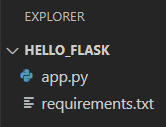 EXPLORER
HELLO_FLASK
app.py
requirements.txt